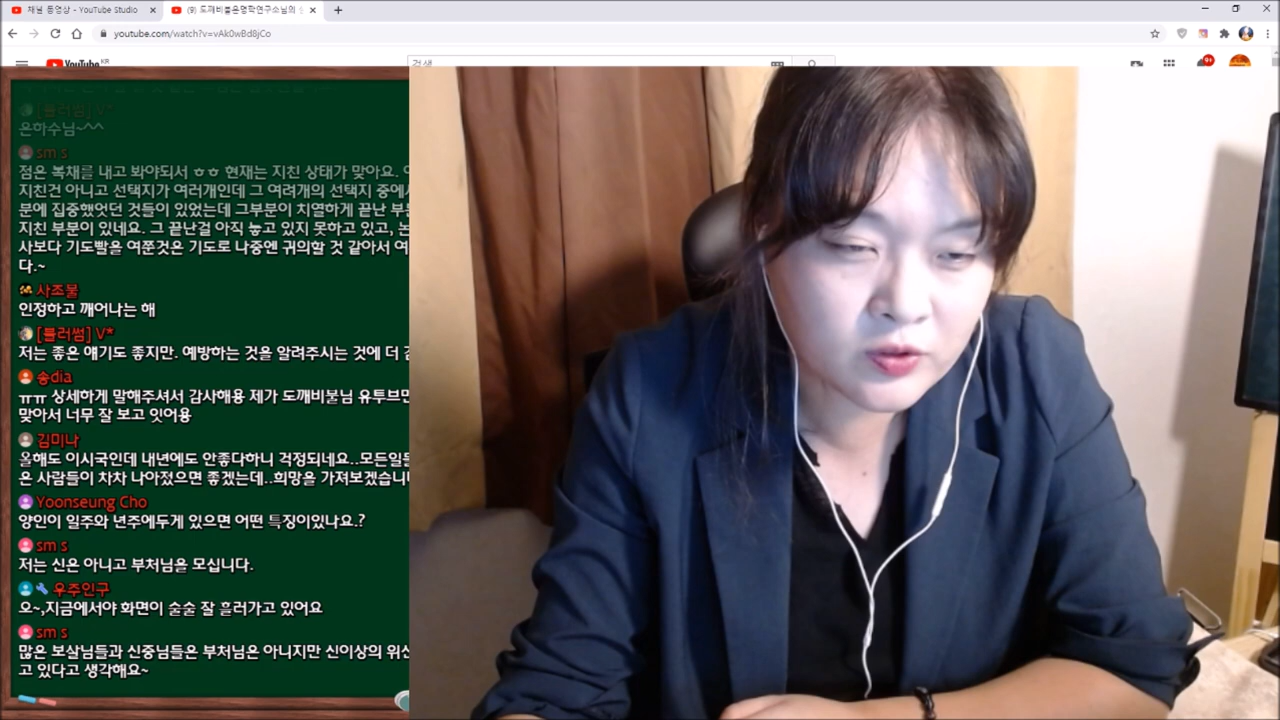 채널 동영상 - YouTube Studio
(9) 도깨비불은명학연구소님의
youtube.com/watch?v=vAk0wBd8jCo
YouTube KR
검색
9+
[블러썸] V*
은하수님~^^
sm s
점은 복채를 내고 봐야되서 ㅎㅎ 현재는 지친 상태가 맞아요.
지친건 아니고 선택지가 여러개인데 그 여려개의 선택지 중에서
분에 집중했엇던 것들이 있었는데 그부분이 치열하게 끝난
지친 부분이 있네요. 그 끝난걸 아직 놓고 있지 못하고 있고,
사보다 기도빨을 여쭌것은 기도로 나중엔 귀의할 것 같아서
다.~
사조물
인정하고 깨어나는 해
[블러썸] V*
저는 좋은 얘기도 좋지만. 예방하는 것을 알려주시는 것에 더
송dia
ㅠㅠ 상세하게 말해주셔서 감사해용 제가 도깨비불님 유투브만
맞아서 너무 잘 보고 잇어용
김미나
올해도 이시국인데 내년에도 안좋다하니 걱정되네요..모든일들
은 사람들이 차차 나아졌으면 좋겠는데..희망을 가져보겠습니
Yoonseung Cho
양인이 일주와 년주에두게 있으면 어떤 특징이있나요.?
sm s
저는 신은 아니고 부처님을 모십니다.
우주인구
오~,지금에서야 화면이 술술 잘 흘러가고 있어요
sm s
많은 보살님들과 신중님들은 부처님은 아니지만 신이상의
고 있다고 생각해요~